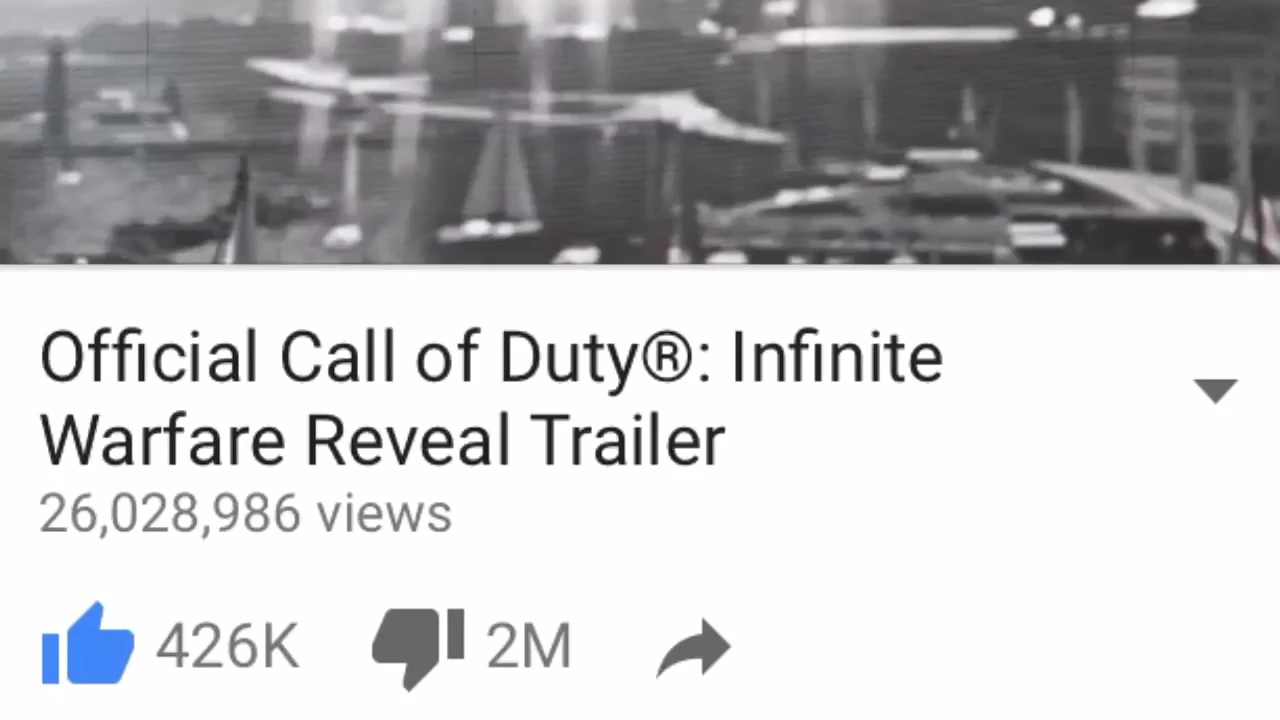 Official Call of Duty®: Infinite
Warfare Reveal Trailer
26,028,986 views
426K 2M